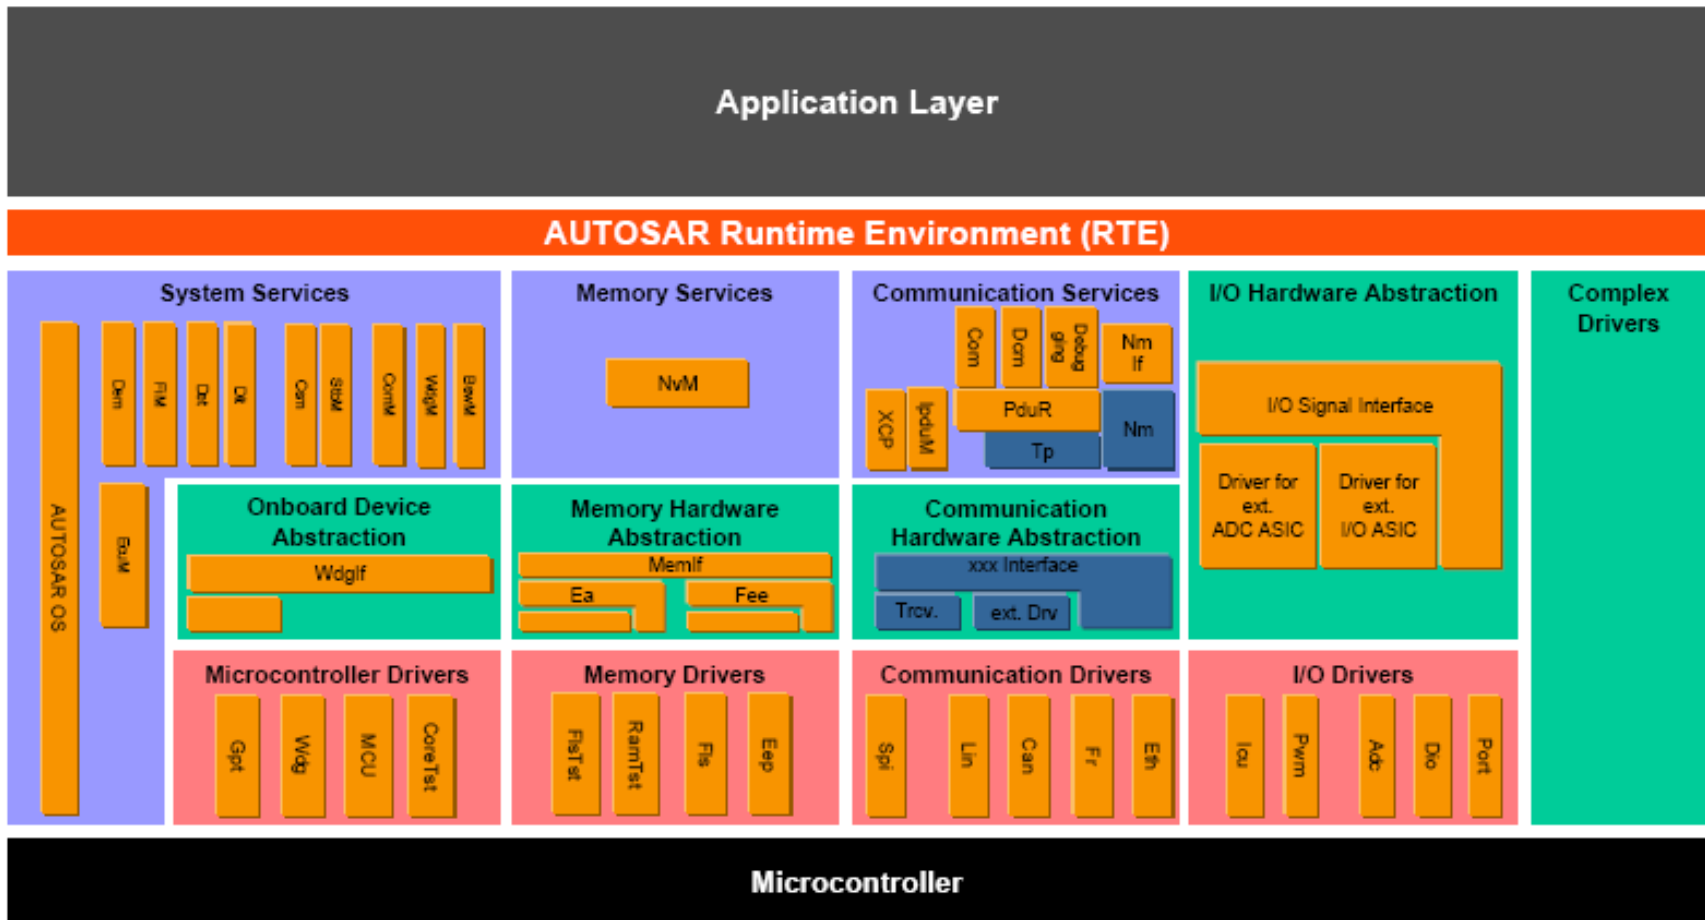 Application Layer
AUTOSAR Runtime Environment (RTE)
System Services
AUTOSAR OS
Dem
FiM
Det
Dlt
Csm
StbM
ComM
WdgM
BswM
EcuM
Memory Services
NvM
Communication Services
Com
Dcm
Debug
ging
Nm
If
XCP
IpduM
PduR
Tp
Nm
I/O Hardware Abstraction
I/O Signal Interface
Driver for
ext.
ADC ASIC
Driver for
ext.
I/O ASIC
Complex
Drivers
Onboard Device
Abstraction
WdgIf
Memory Hardware
Abstraction
MemIf
Ea
Fee
Communication
Hardware Abstraction
xxx Interface
Trcv.
ext. Drv
Microcontroller Drivers
Gpt
Wdg
MCU
CoreTst
Memory Drivers
FlsTst
RamTst
Fls
Eep
Communication Drivers
Spi
Lin
Can
Fr
Eth
I/O Drivers
Icu
Pwm
Adc
Dio
Port
Microcontroller